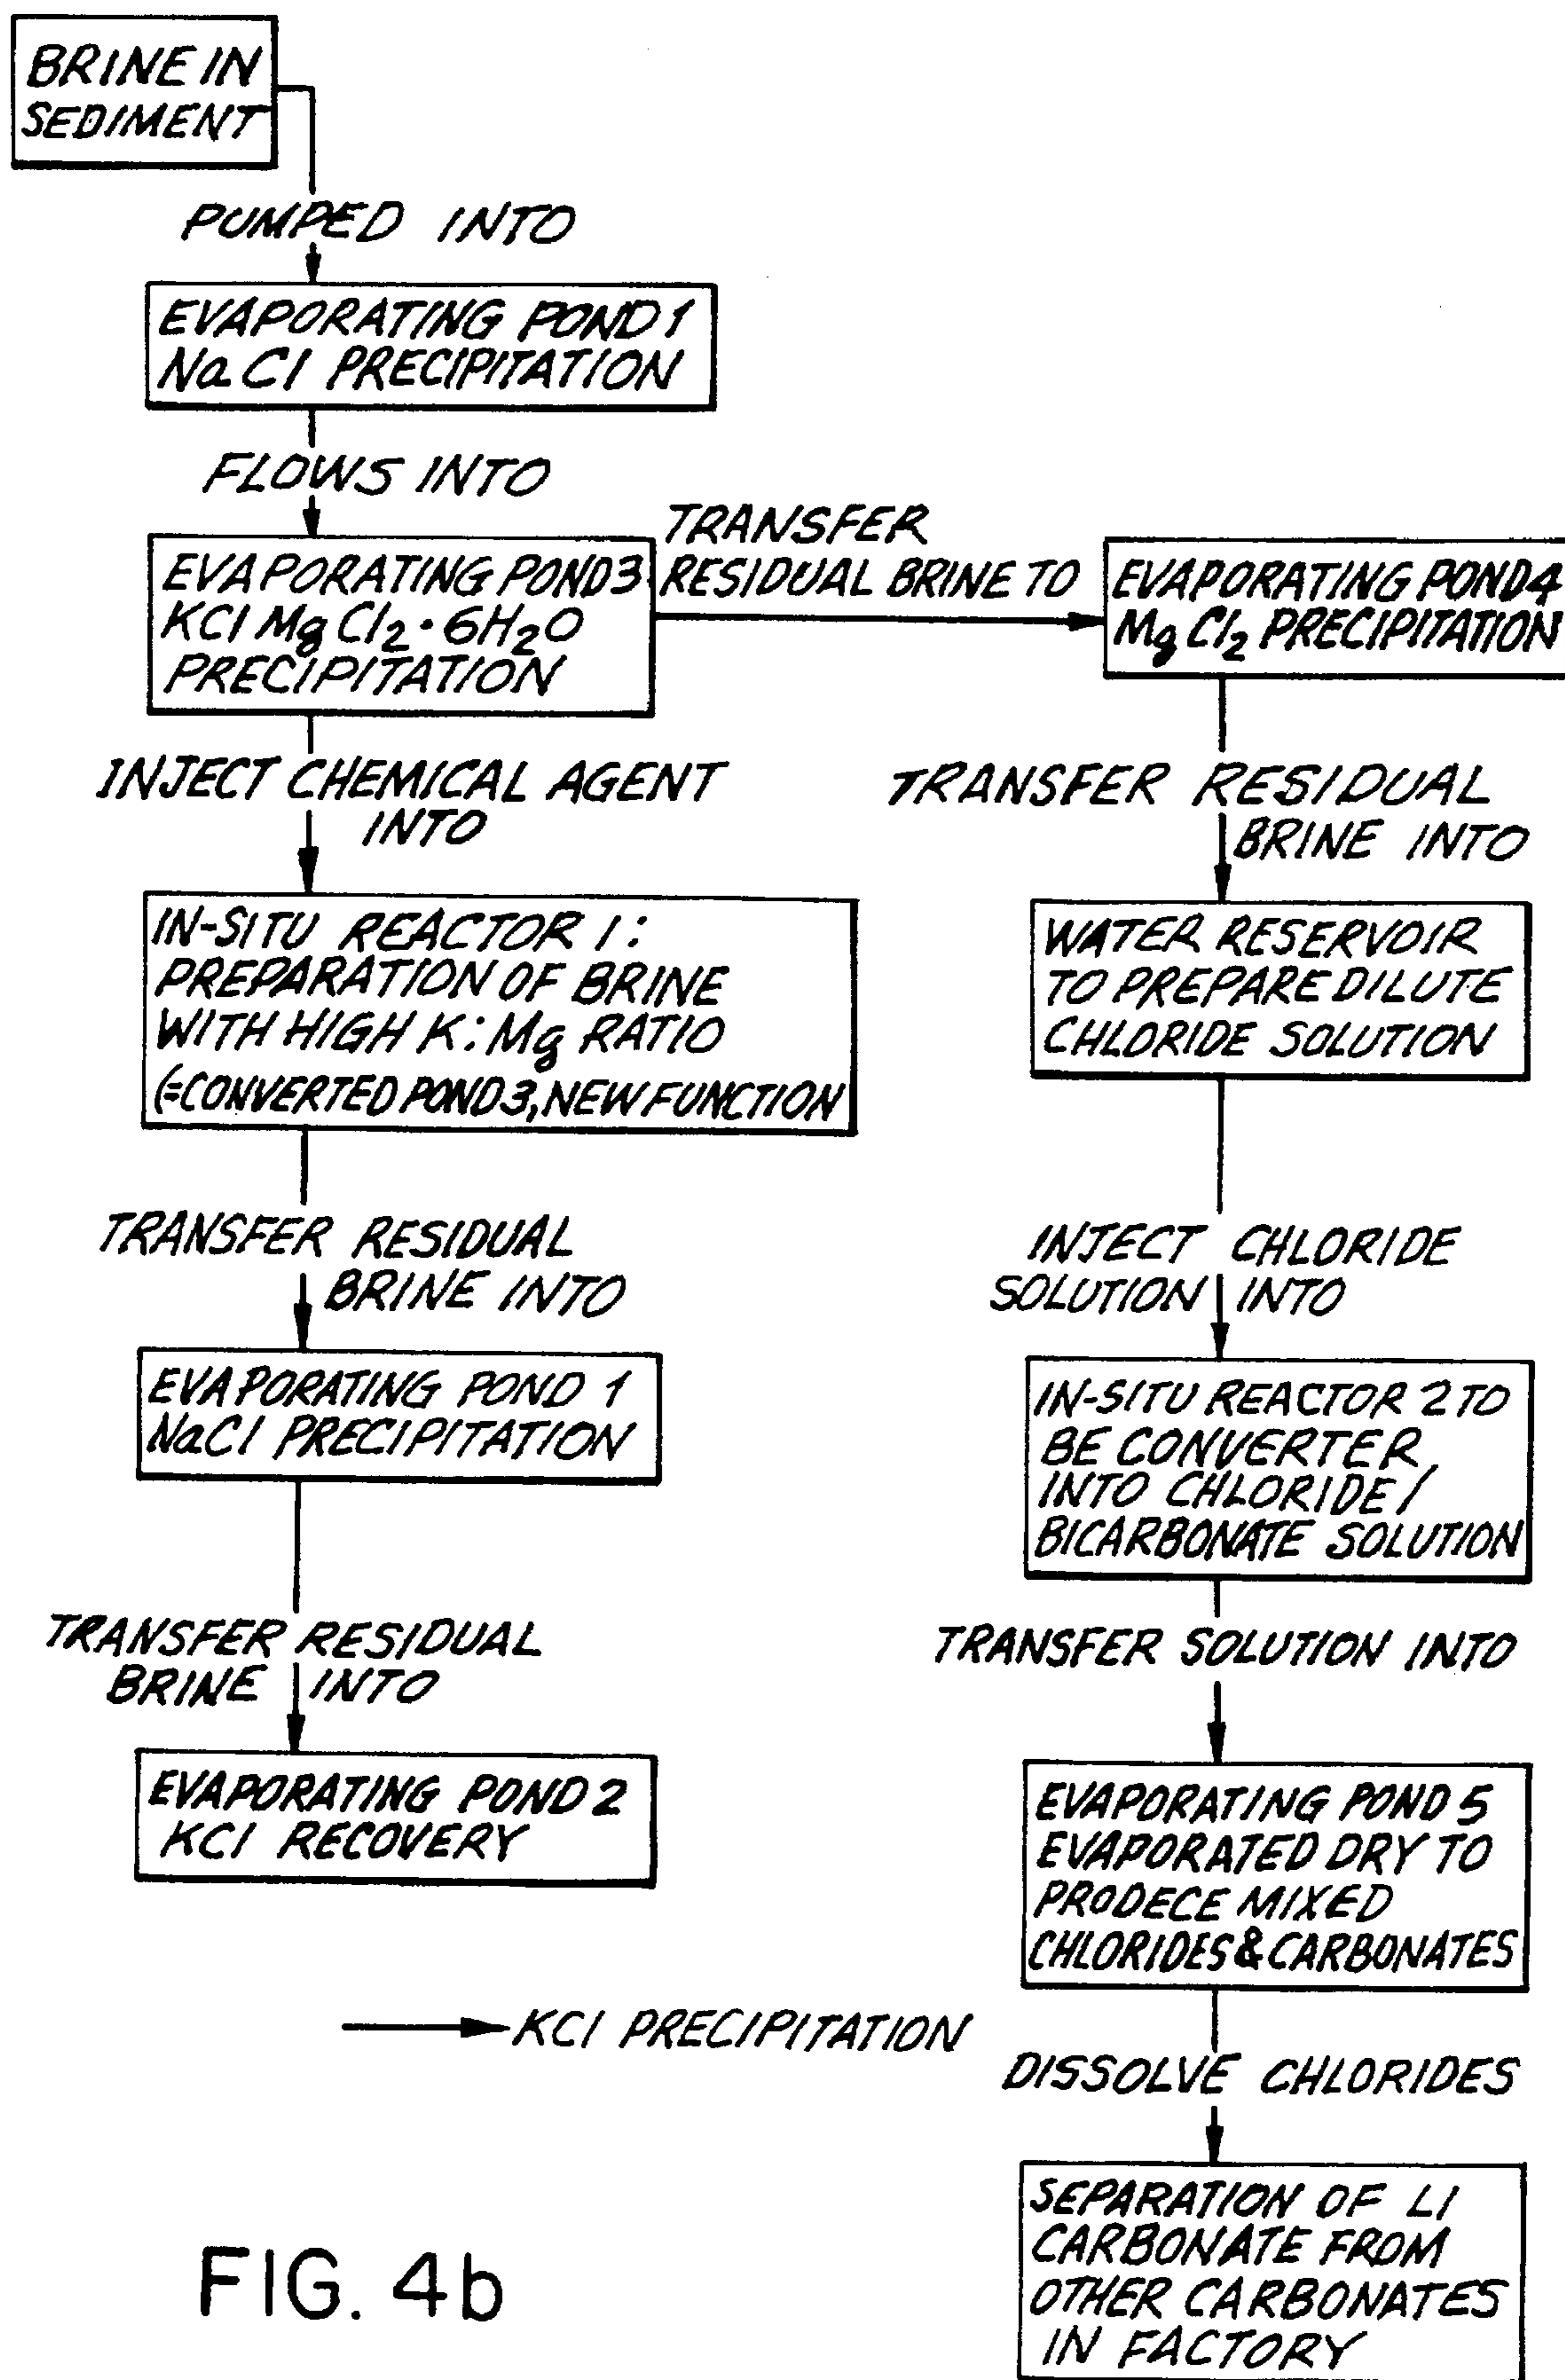 BRINE IN
SEDIMENT
PUMPED INTO
EVAPORATING POND 1
NaCl PRECIPITATION
FLOWS INTO
EVAPORATING POND 3
KCl MgCl₂·6H₂O
PRECIPITATION
TRANSFER
RESIDUAL BRINE TO
EVAPORATING POND 4
MgCl₂ PRECIPITATION
INJECT CHEMICAL AGENT
INTO
IN-SITU REACTOR 1:
PREPARATION OF BRINE
WITH HIGH K:Mg RATIO
(=CONVERTED POND 3, NEW FUNCTION
TRANSFER RESIDUAL
BRINE INTO
EVAPORATING POND 1
NaCl PRECIPITATION
TRANSFER RESIDUAL
BRINE INTO
EVAPORATING POND 2
KCl RECOVERY
TRANSFER RESIDUAL
BRINE INTO
WATER RESERVOIR
TO PREPARE DILUTE
CHLORIDE SOLUTION
INJECT CHLORIDE
SOLUTION INTO
IN-SITU REACTOR 2 TO
BE CONVERTER
INTO CHLORIDE/
BICARBONATE SOLUTION
TRANSFER SOLUTION INTO
EVAPORATING POND 5
EVAPORATED DRY TO
PRODECE MIXED
CHLORIDES & CARBONATES
DISSOLVE CHLORIDES
SEPARATION OF LI
CARBONATE FROM
OTHER CARBONATES
IN FACTORY
KCl PRECIPITATION
FIG. 4b